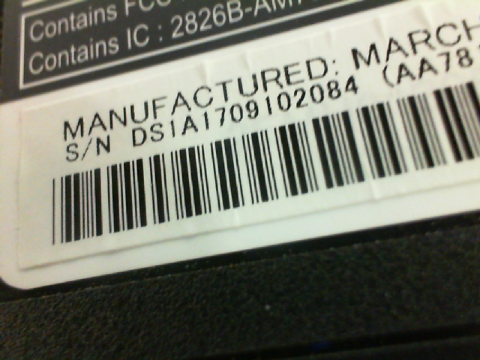 Contains FCC
Contains IC : 2826B-AM
MANUFACTURED: MARCH
S/N DS1A1709102084 (AA78